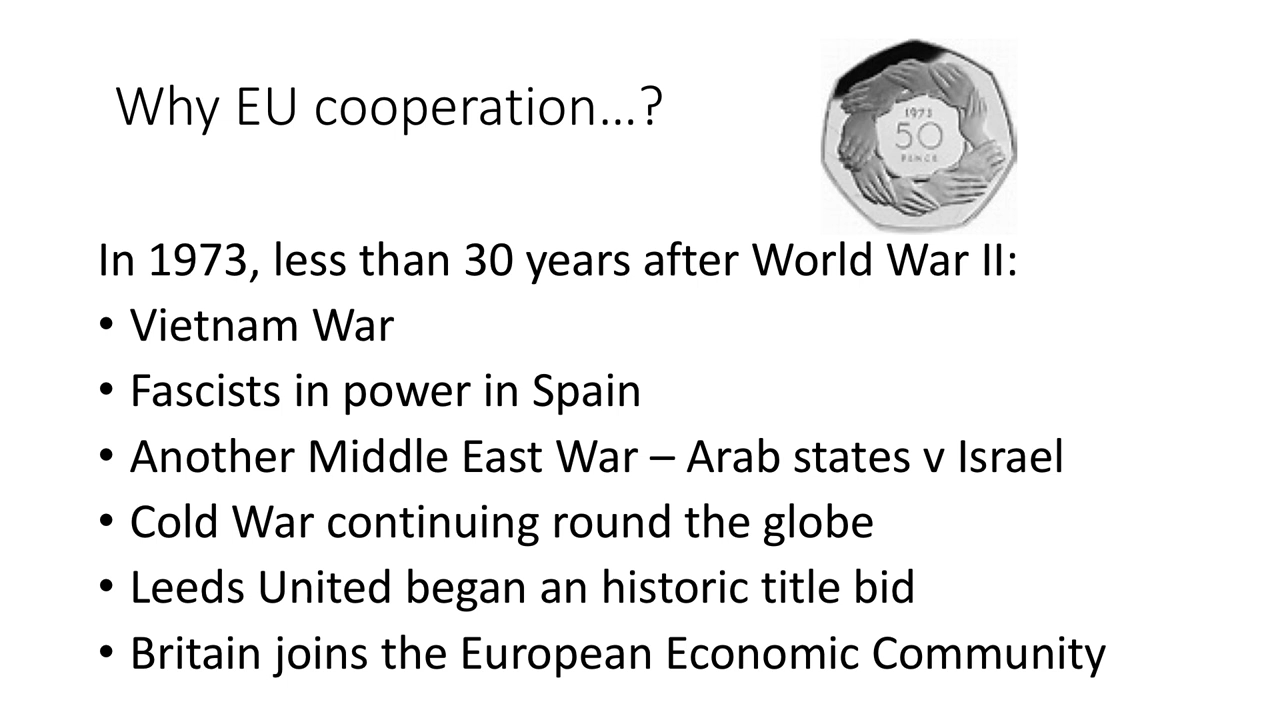 Why EU cooperation...?
1973
50
PENCE
In 1973, less than 30 years after World War II:
• Vietnam War
• Fascists in power in Spain
• Another Middle East War – Arab states v Israel
• Cold War continuing round the globe
• Leeds United began an historic title bid
• Britain joins the European Economic Community